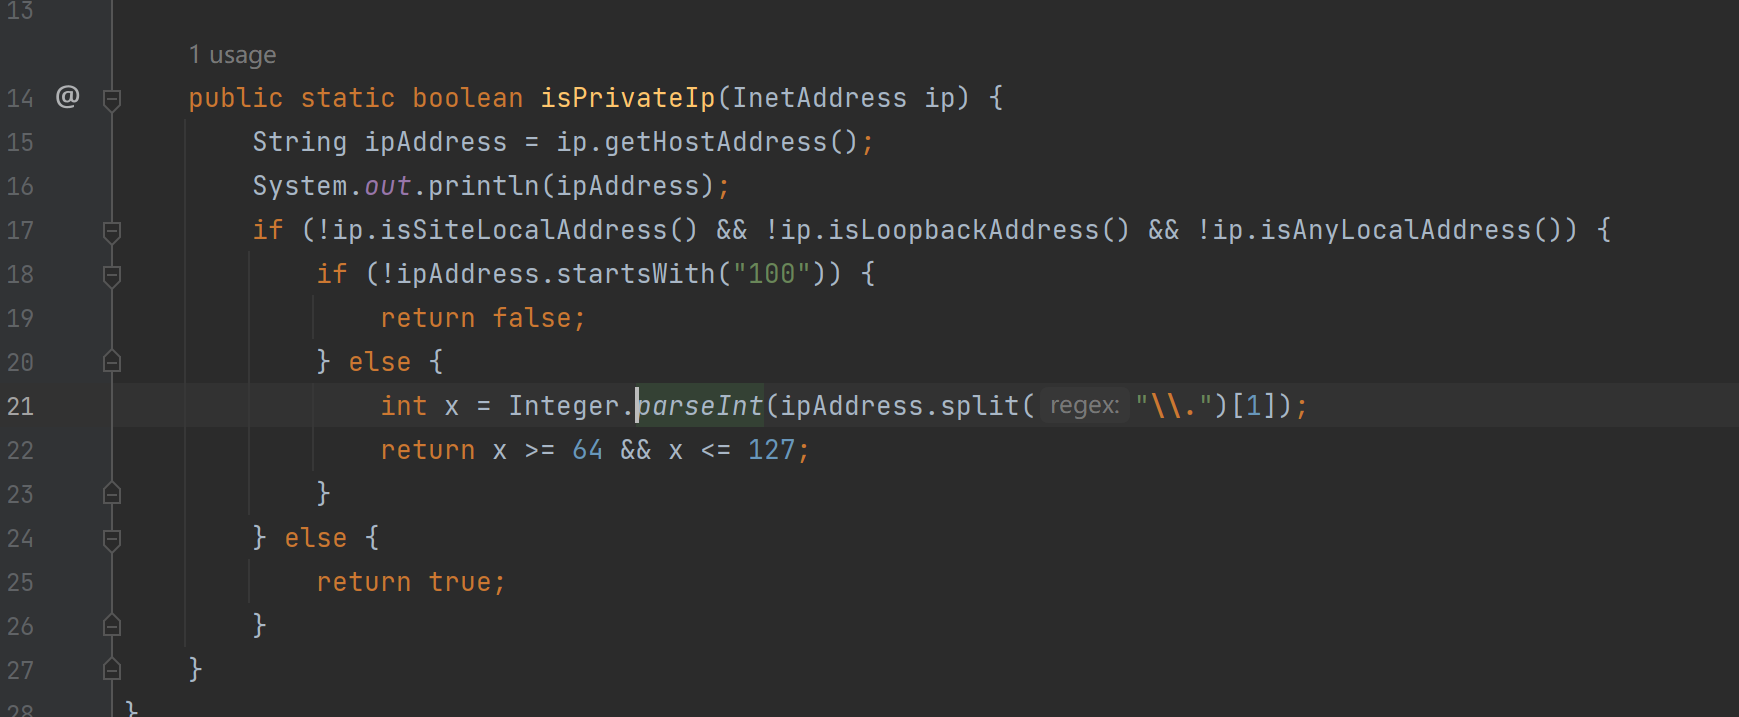 13
1 usage
14 @ public static boolean isPrivateIp(InetAddress ip) {
15 String ipAddress = ip.getHostAddress();
16 System.out.println(ipAddress);
17 if (!ip.isSiteLocalAddress() && !ip.isLoopbackAddress() && !ip.isAnyLocalAddress()) {
18 if (!ipAddress.startsWith("100")) {
19 return false;
20 } else {
21 int x = Integer.parseInt(ipAddress.split( regex: "\\.")[1]);
22 return x >= 64 && x <= 127;
23 }
24 } else {
25 return true;
26 }
27 }
28 }